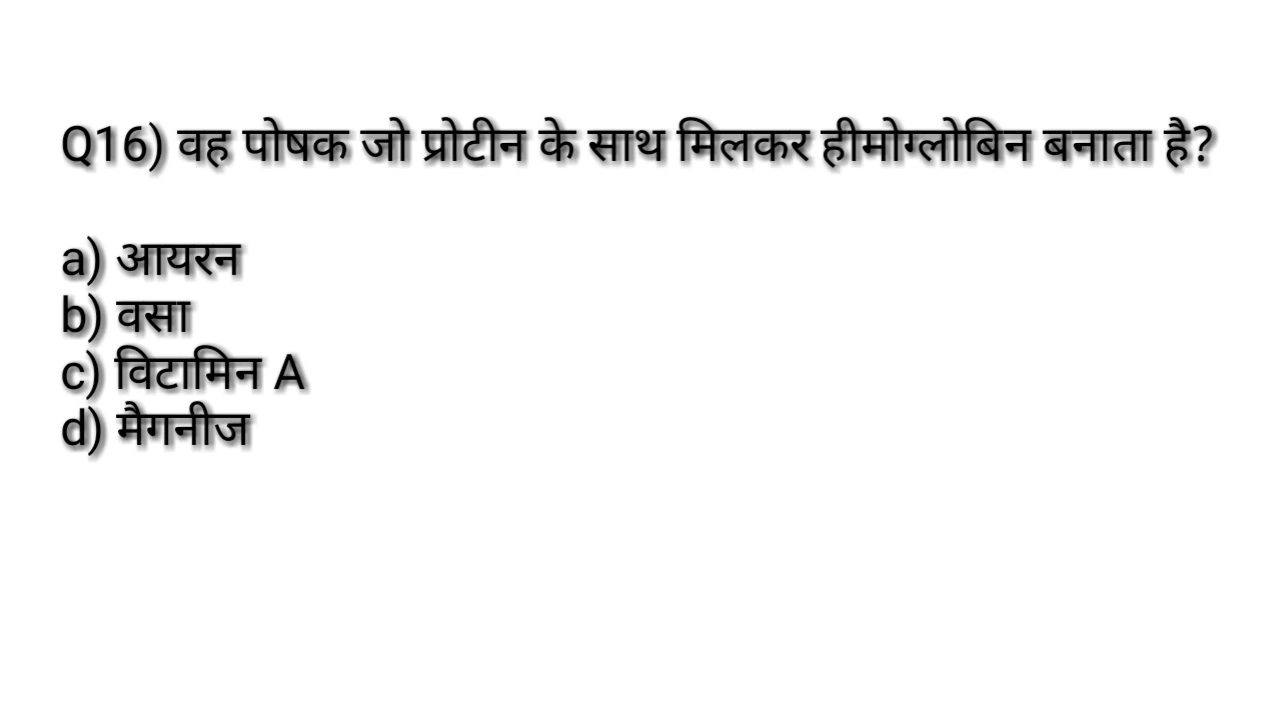 Q16) वह पोषक जो प्रोटीन के साथ मिलकर हीमोग्लोबिन बनाता है?
a) आयरन
b) वसा
c) विटामिन A
d) मैगनीज